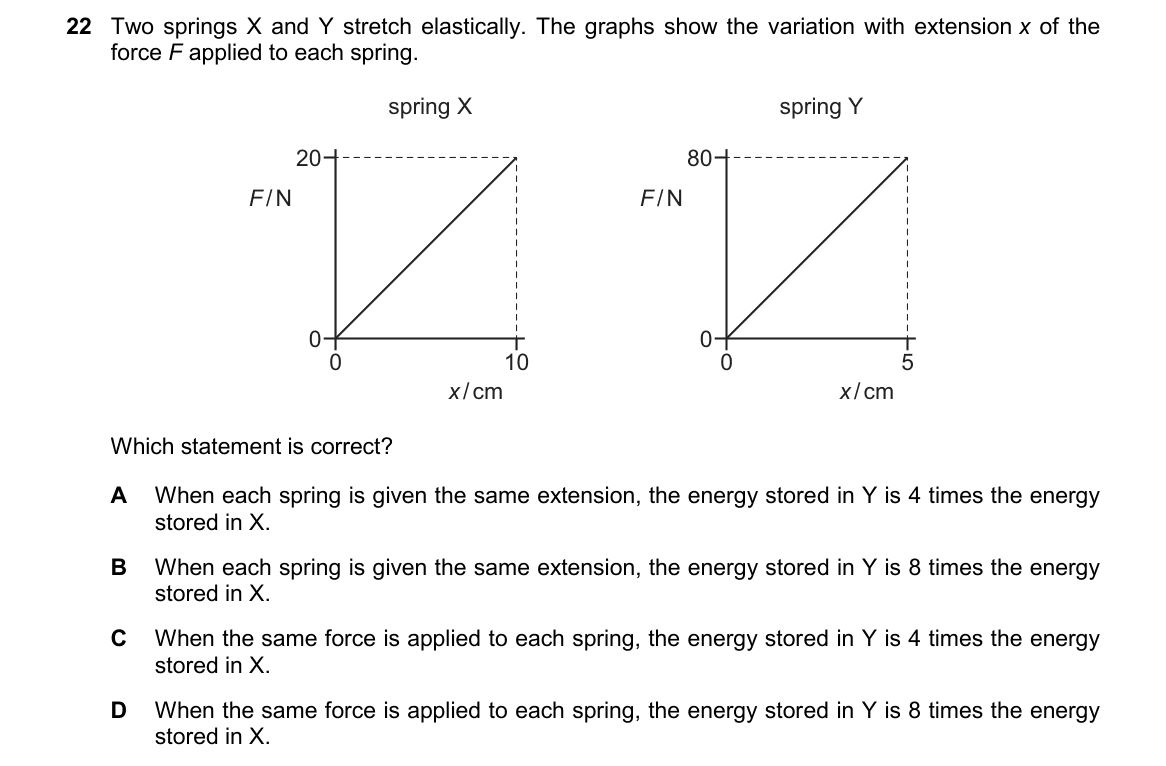 22 Two springs X and Y stretch elastically. The graphs show the variation with extension x of the
force F applied to each spring.
spring X
20
F/N
0
0
10
x/cm
spring Y
80
F/N
0
0
5
x/cm
Which statement is correct?
A When each spring is given the same extension, the energy stored in Y is 4 times the energy
stored in X.
B When each spring is given the same extension, the energy stored in Y is 8 times the energy
stored in X.
C When the same force is applied to each spring, the energy stored in Y is 4 times the energy
stored in X.
D When the same force is applied to each spring, the energy stored in Y is 8 times the energy
stored in X.